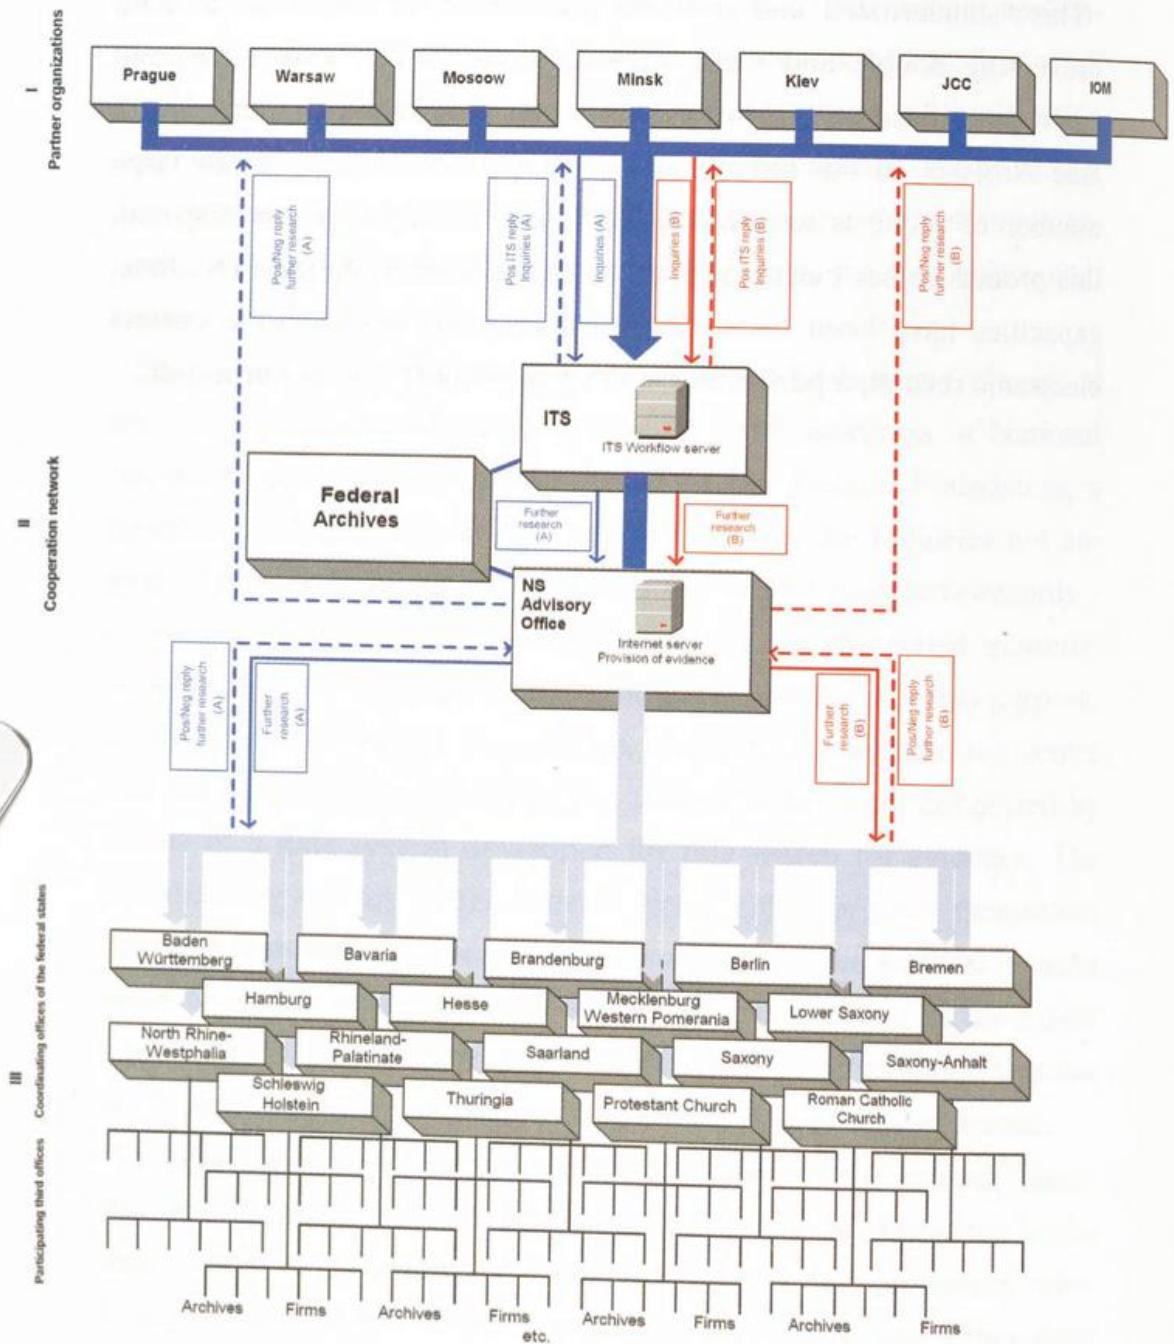 I
Partner organizations
Prague
Warsaw
Moscow
Minsk
Kiev
JCC
IOM
Pos/Neg reply
further research
(A)
Pos ITS reply
Inquiries (A)
Inquiries (A)
Inquiries (B)
Pos ITS reply
Inquiries (B)
Pos/Neg reply
further research
(B)
II
Cooperation network
ITS
ITS Workflow server
Federal
Archives
Further
research
(A)
Further
research
(B)
NS
Advisory
Office
Internet server
Provision of evidence
Pos/Neg reply
further research
(A)
Further
research
(A)
Further
research
(B)
Pos/Neg reply
further research
(B)
III
Coordinating offices of the federal states
Baden
Württemberg
Bavaria
Brandenburg
Berlin
Bremen
Hamburg
Hesse
Mecklenburg
Western Pomerania
Lower Saxony
North Rhine-
Westphalia
Rhineland-
Palatinate
Saarland
Saxony
Saxony-Anhalt
Schleswig
Holstein
Thuringia
Protestant Church
Roman Catholic
Church
Participating third offices
Archives
Firms
Archives
Firms
Archives
Firms
Archives
Firms
etc.